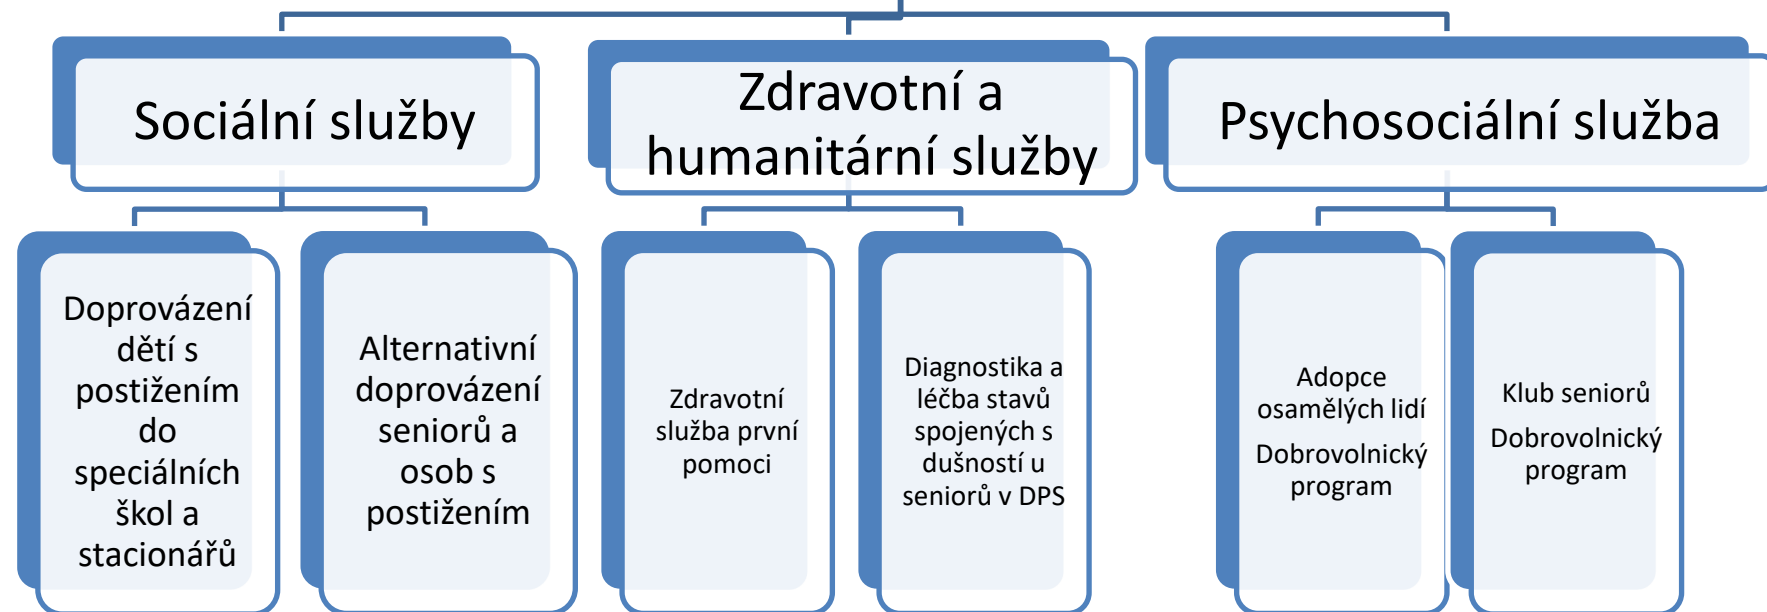 Sociální služby
Zdravotní a
humanitární služby
Psychosociální služba
Doprovázení
dětí s
postižením
do
speciálních
škol a
stacionářů
Alternativní
doprovázení
seniorů a
osob s
postižením
Zdravotní
služba první
pomoci
Diagnostika a
léčba stavů
spojených s
dušností u
seniorů v DPS
Adopce
osamělých lidí
Dobrovolnický
program
Klub seniorů
Dobrovolnický
program